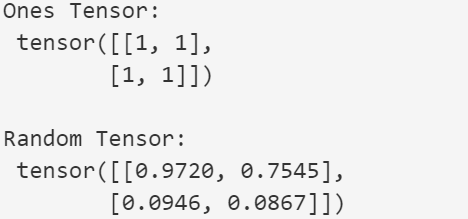 Ones Tensor:
tensor([[1, 1],
[1, 1]])
Random Tensor:
tensor([[0.9720, 0.7545],
[0.0946, 0.0867]])